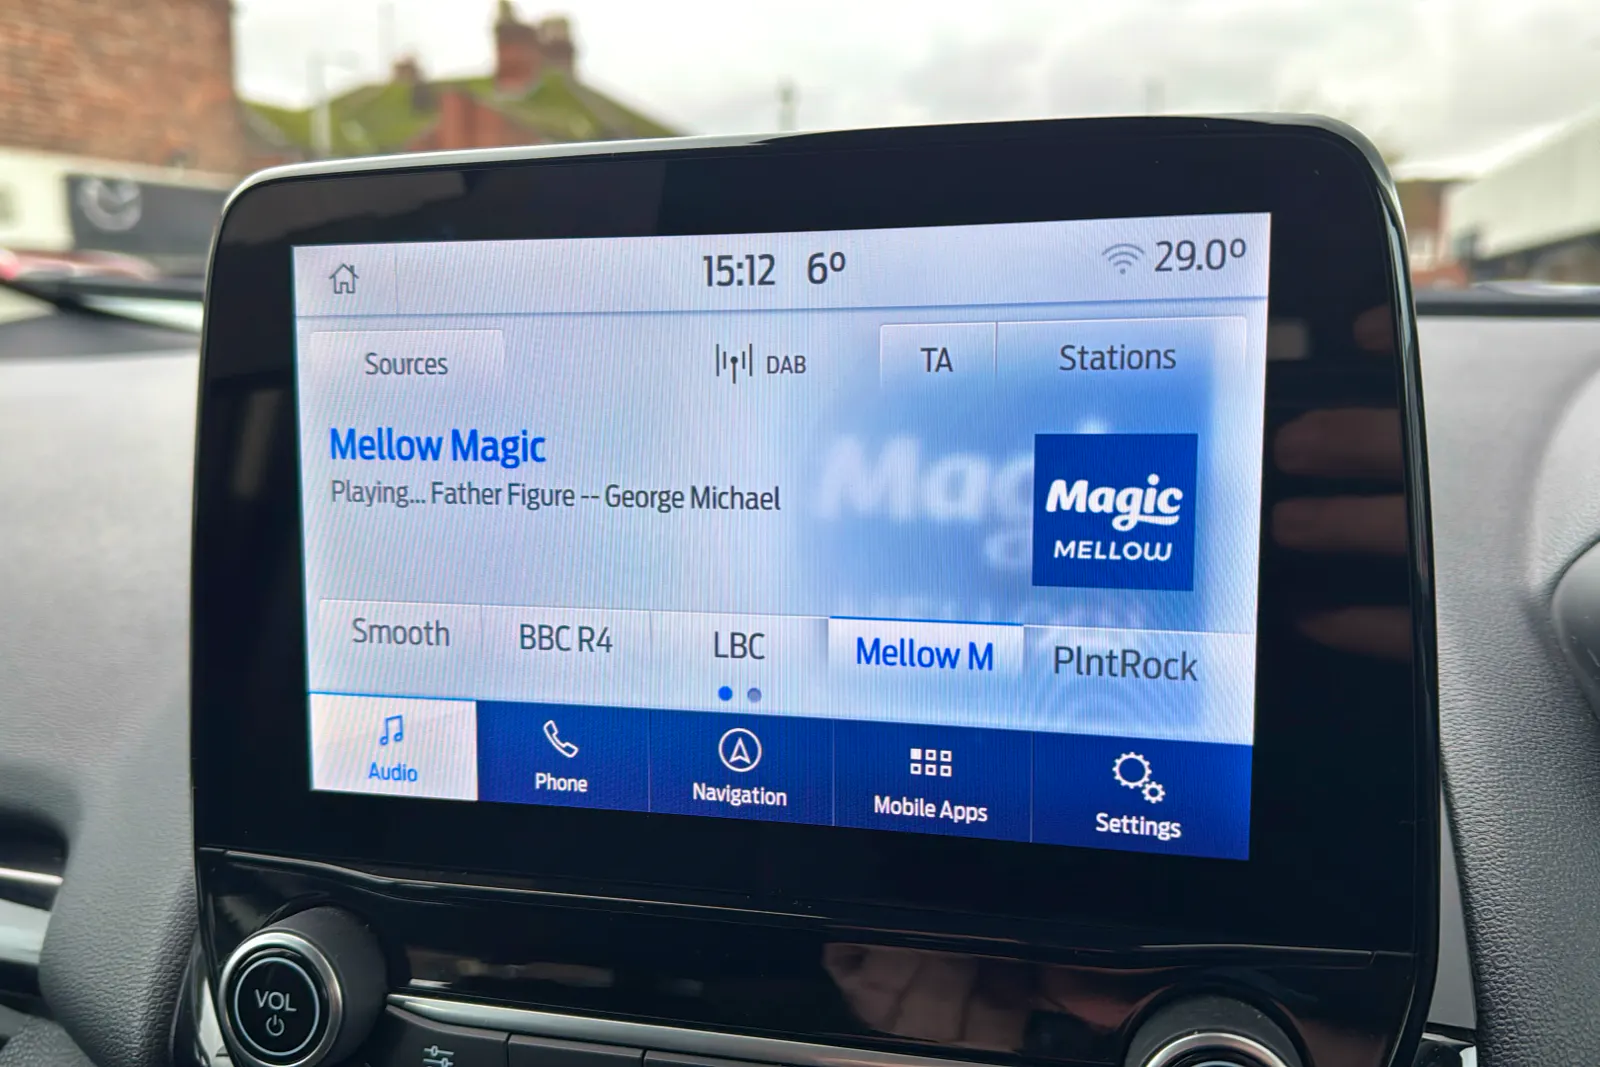 15:12 6º 29.0º
Sources DAB TA Stations
Mellow Magic
Playing... Father Figure -- George Michael
Magic
MELLOW
Smooth BBC R4 LBC Mellow M PlntRock
Audio Phone Navigation Mobile Apps Settings
VOL